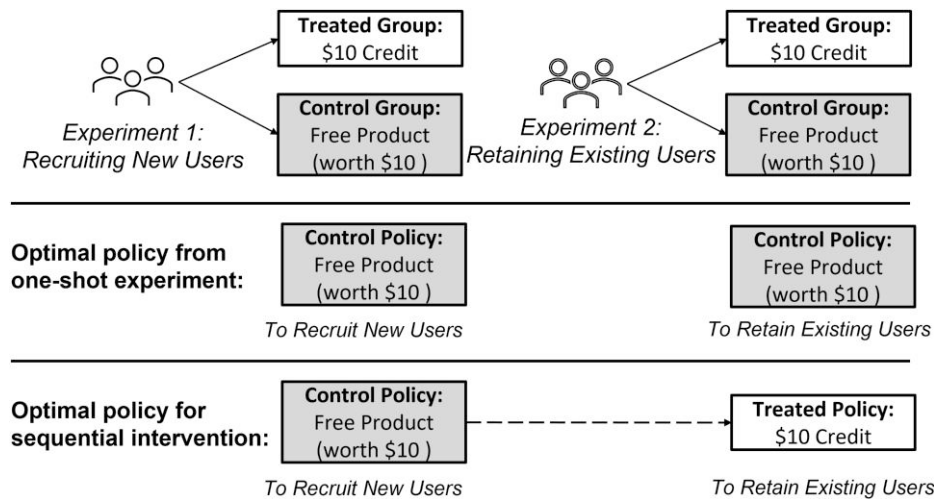 Treated Group:
$10 Credit
Control Group:
Free Product
(worth $10 )
Experiment 1:
Recruiting New Users
Treated Group:
$10 Credit
Control Group:
Free Product
(worth $10 )
Experiment 2:
Retaining Existing Users
Optimal policy from
one-shot experiment:
Control Policy:
Free Product
(worth $10 )
To Recruit New Users
Control Policy:
Free Product
(worth $10 )
To Retain Existing Users
Optimal policy for
sequential intervention:
Control Policy:
Free Product
(worth $10 )
To Recruit New Users
Treated Policy:
$10 Credit
To Retain Existing Users